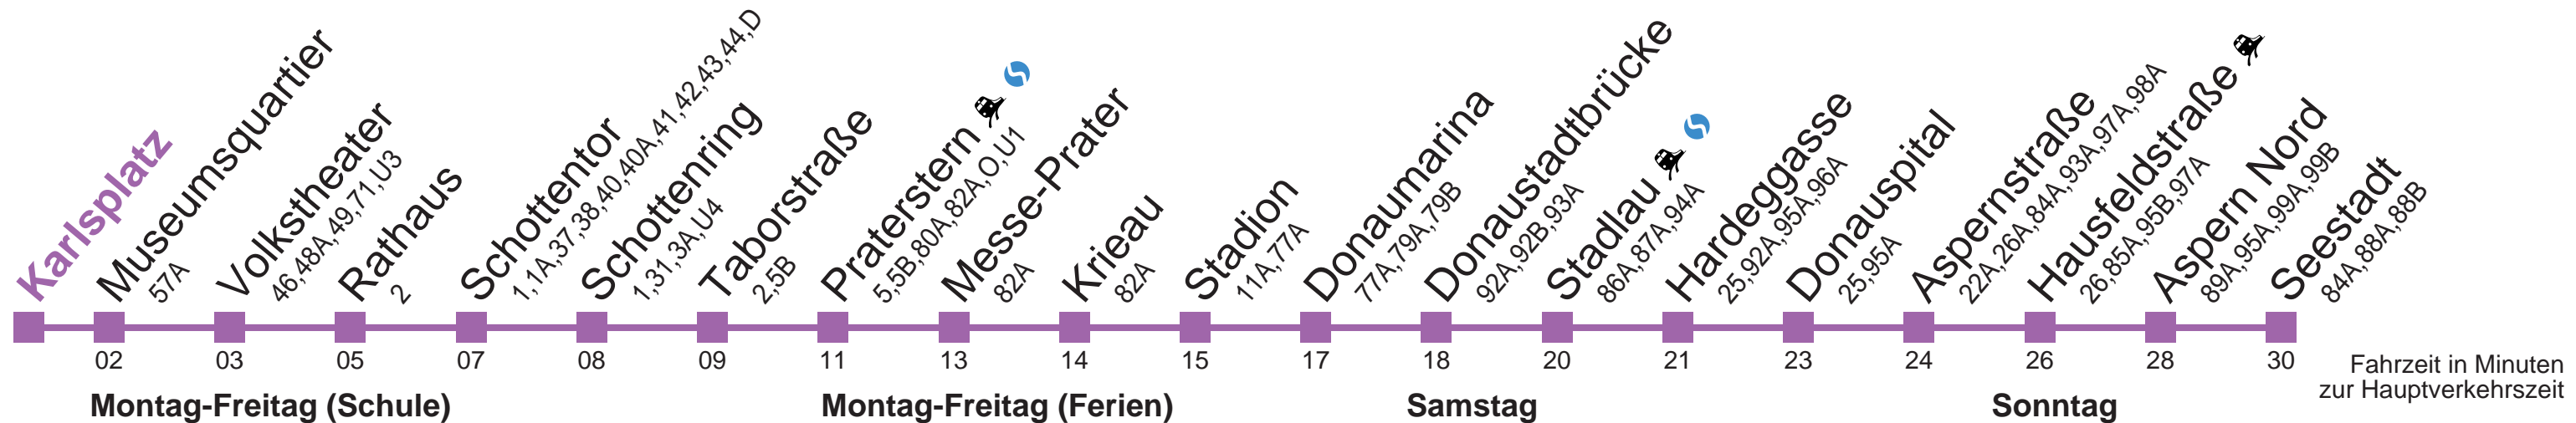 Karlsplatz
Museumsquartier
57A
Volkstheater
46,48A,49,71,U3
Rathaus
2
Schottentor
1,1A,37,38,40,40A,41,42,43,44,D
Schottenring
1,31,3A,U4
Taborstraße
2,5B
Praterstern
5,5B,80A,82A,O,U1
Messe-Prater
82A
Krieau
82A
Stadion
11A,77A
Donaumarina
77A,79A,79B
Donaustadtbrücke
92A,92B,93A
Stadlau
86A,87A,94A
Hardeggasse
25,92A,95A,96A
Donauspital
25,95A
Aspernstraße
22A,26A,84A,93A,97A,98A
Hausfeldstraße
26,85A,95B,97A
Aspern Nord
89A,95A,99A,99B
Seestadt
84A,88A,88B
02 03 05 07 08 09 11 13 14 15 17 18 20 21 23 24 26 28 30
Fahrzeit in Minuten
zur Hauptverkehrszeit
Montag-Freitag (Schule) Montag-Freitag (Ferien) Samstag Sonntag